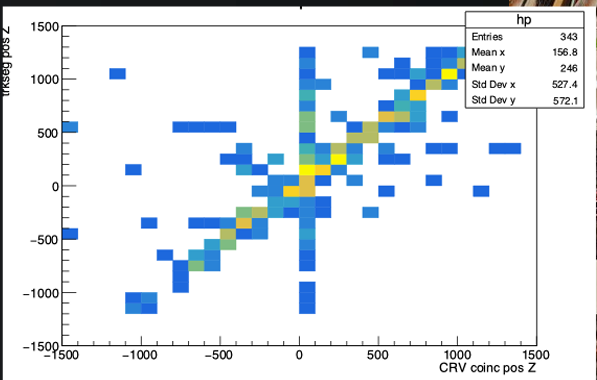 hp
Entries 343
Mean x 156.8
Mean y 246
Std Dev x 527.4
Std Dev y 572.1
trkseg pos Z
1500
1000
500
0
−500
−1000
−1500
−1500 −1000 −500 0 500 1000 1500
CRV coinc pos Z